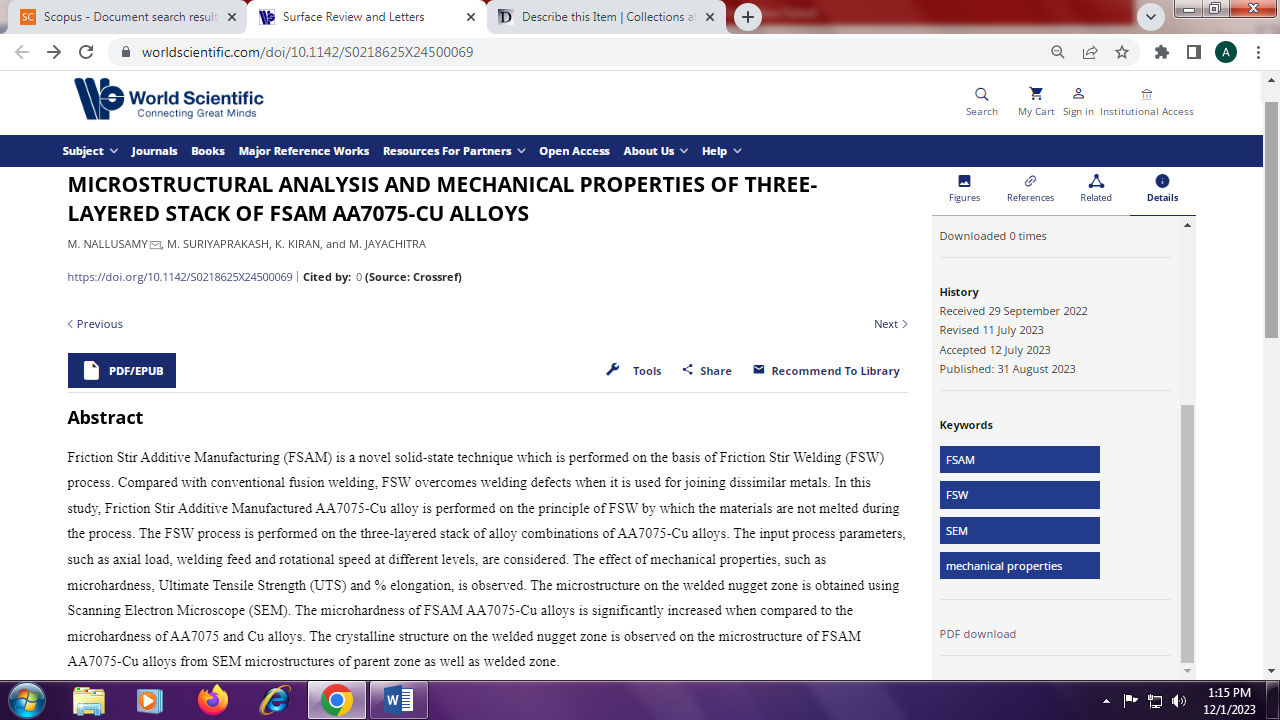 Scopus - Document search result
Surface Review and Letters
Describe this Item | Collections a
worldscientific.com/doi/10.1142/S0218625X24500069
A
World Scientific
Connecting Great Minds
Search
My Cart
Sign in
Institutional Access
Subject
Journals
Books
Major Reference Works
Resources For Partners
Open Access
About Us
Help
MICROSTRUCTURAL ANALYSIS AND MECHANICAL PROPERTIES OF THREE-
LAYERED STACK OF FSAM AA7075-CU ALLOYS
M. NALLUSAMY, M. SURIYAPRAKASH, K. KIRAN, and M. JAYACHITRA
https://doi.org/10.1142/S0218625X24500069 | Cited by: 0 (Source: Crossref)
Previous
Next
PDF/EPUB
Tools
Share
Recommend To Library
Abstract
Friction Stir Additive Manufacturing (FSAM) is a novel solid-state technique which is performed on the basis of Friction Stir Welding (FSW)
process. Compared with conventional fusion welding, FSW overcomes welding defects when it is used for joining dissimilar metals. In this
study, Friction Stir Additive Manufactured AA7075-Cu alloy is performed on the principle of FSW by which the materials are not melted during
the process. The FSW process is performed on the three-layered stack of alloy combinations of AA7075-Cu alloys. The input process parameters,
such as axial load, welding feed and rotational speed at different levels, are considered. The effect of mechanical properties, such as
microhardness, Ultimate Tensile Strength (UTS) and % elongation, is observed. The microstructure on the welded nugget zone is obtained using
Scanning Electron Microscope (SEM). The microhardness of FSAM AA7075-Cu alloys is significantly increased when compared to the
microhardness of AA7075 and Cu alloys. The crystalline structure on the welded nugget zone is observed on the microstructure of FSAM
AA7075-Cu alloys from SEM microstructures of parent zone as well as welded zone.
Figures
References
Related
Details
Downloaded 0 times
History
Received 29 September 2022
Revised 11 July 2023
Accepted 12 July 2023
Published: 31 August 2023
Keywords
FSAM
FSW
SEM
mechanical properties
PDF download
1:15 PM
12/1/2023